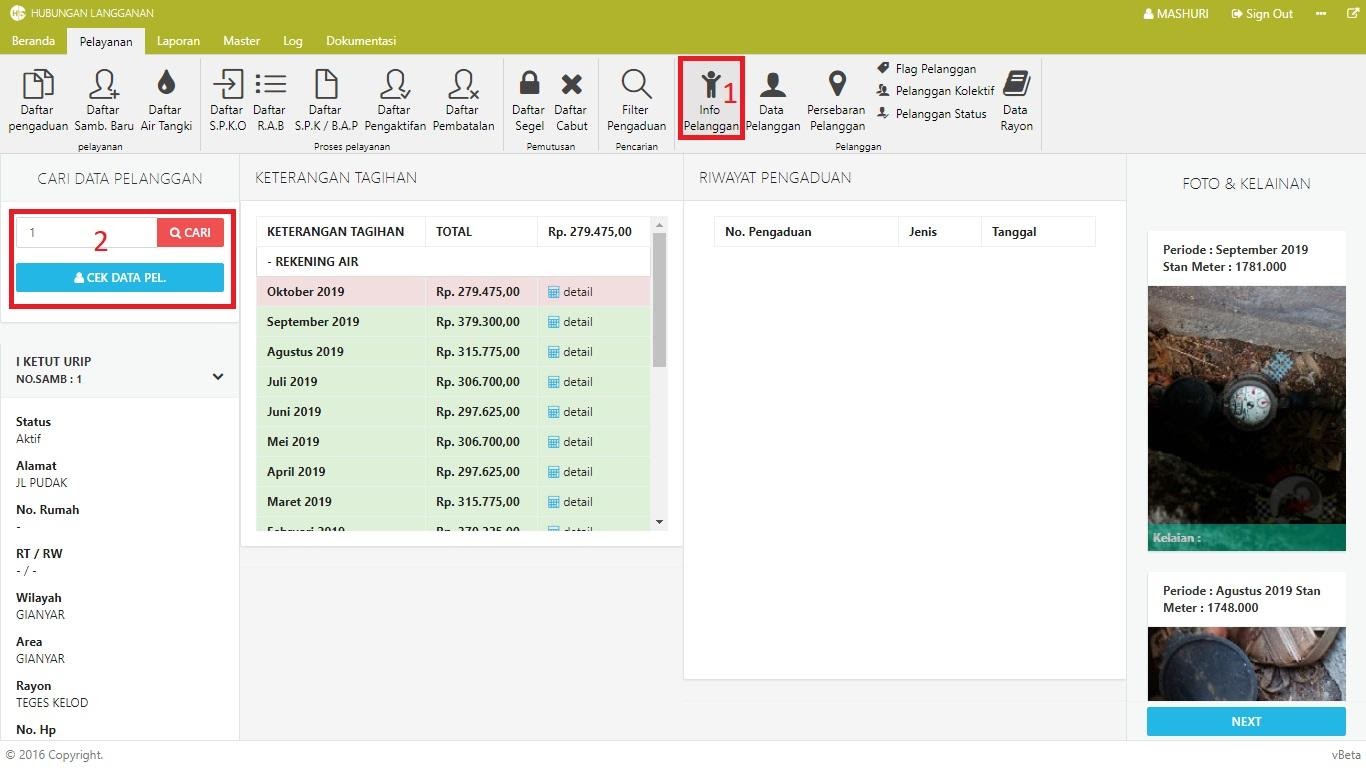 HUBUNGAN LANGGANAN
MASHURI
Sign Out
Beranda
Pelayanan
Laporan
Master
Log
Dokumentasi
Daftar
pengaduan
Daftar
Samb. Baru
Daftar
Air Tangki
pelayanan
Daftar
S.P.K.O
Daftar
R.A.B
Daftar
S.P.K / B.A.P
Daftar
Pengaktifan
Daftar
Pembatalan
Proses pelayanan
Daftar
Segel
Daftar
Cabut
Pemutusan
Filter
Pengaduan
Pencarian
1
Info
Pelanggan
Data
Pelanggan
Persebaran
Pelanggan
Flag Pelanggan
Pelanggan Kolektif
Pelanggan Status
Data
Rayon
Pelanggan
CARI DATA PELANGGAN
1
2
CARI
CEK DATA PEL.
I KETUT URIP
NO.SAMB : 1
Status
Aktif
Alamat
JL PUDAK
No. Rumah
-
RT / RW
- / -
Wilayah
GIANYAR
Area
GIANYAR
Rayon
TEGES KELOD
No. Hp
KETERANGAN TAGIHAN
KETERANGAN TAGIHAN TOTAL Rp. 279.475,00
- REKENING AIR
Oktober 2019 Rp. 279.475,00 detail
September 2019 Rp. 379.300,00 detail
Agustus 2019 Rp. 315.775,00 detail
Juli 2019 Rp. 306.700,00 detail
Juni 2019 Rp. 297.625,00 detail
Mei 2019 Rp. 306.700,00 detail
April 2019 Rp. 297.625,00 detail
Maret 2019 Rp. 315.775,00 detail
RIWAYAT PENGADUAN
No. Pengaduan Jenis Tanggal
FOTO & KELAINAN
Periode : September 2019
Stan Meter : 1781.000
Kelaian :
Periode : Agustus 2019 Stan
Meter : 1748.000
NEXT
© 2016 Copyright.
vBeta